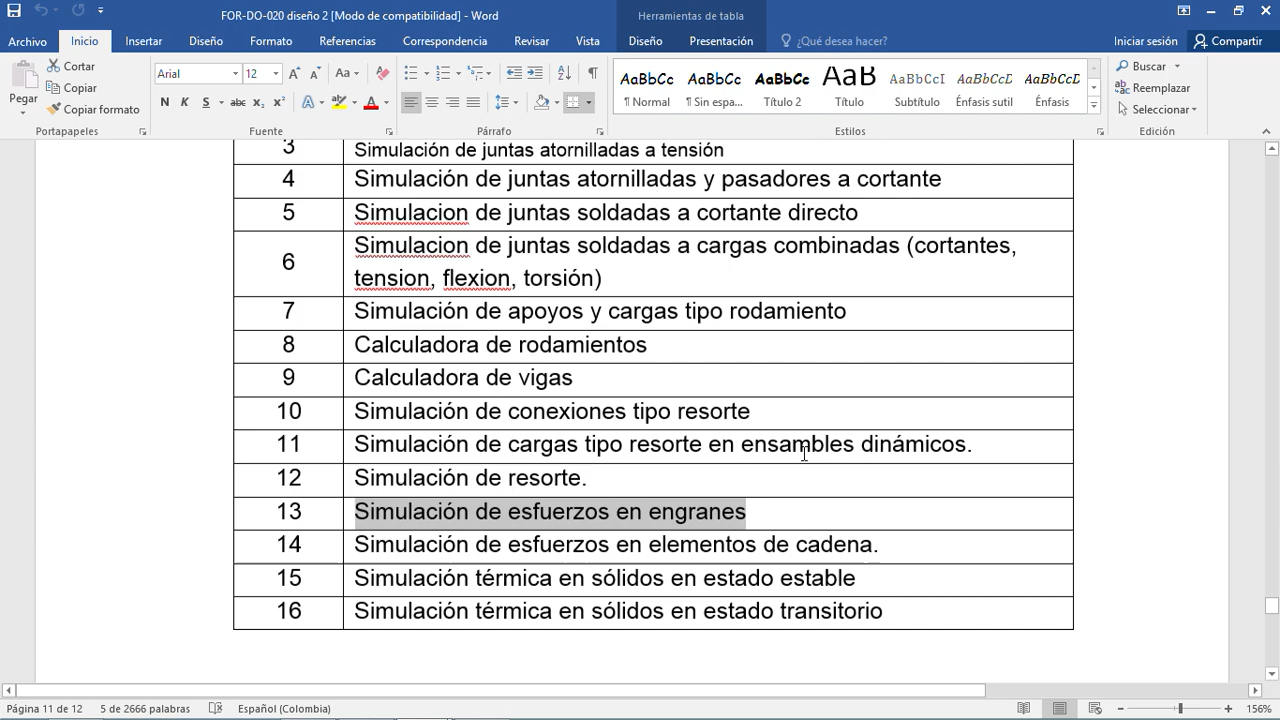 FOR-DO-020 diseño 2 [Modo de compatibilidad] - Word
Herramientas de tabla
Archivo Inicio Insertar Diseño Formato Referencias Correspondencia Revisar Vista Diseño Presentación ¿Qué desea hacer? Iniciar sesión Compartir
Pegar
Cortar
Copiar
Copiar formato
Portapapeles
Arial 12
Aa
N K S abc x₂ x² A A
Fuente
Párrafo
AaBbCc AaBbCc AaBbCc AaB AaBbCcI AaBbCcL AaBbCcL
¶ Normal ¶ Sin espa... Título 2 Título Subtítulo Énfasis sutil Énfasis
Estilos
Buscar
Reemplazar
Seleccionar
Edición
3 Simulación de juntas atornilladas a tensión
4 Simulación de juntas atornilladas y pasadores a cortante
5 Simulacion de juntas soldadas a cortante directo
6 Simulacion de juntas soldadas a cargas combinadas (cortantes,
tension, flexion, torsión)
7 Simulación de apoyos y cargas tipo rodamiento
8 Calculadora de rodamientos
9 Calculadora de vigas
10 Simulación de conexiones tipo resorte
11 Simulación de cargas tipo resorte en ensambles dinámicos.
12 Simulación de resorte.
13 Simulación de esfuerzos en engranes
14 Simulación de esfuerzos en elementos de cadena.
15 Simulación térmica en sólidos en estado estable
16 Simulación térmica en sólidos en estado transitorio
Página 11 de 12 5 de 2666 palabras Español (Colombia) 156%